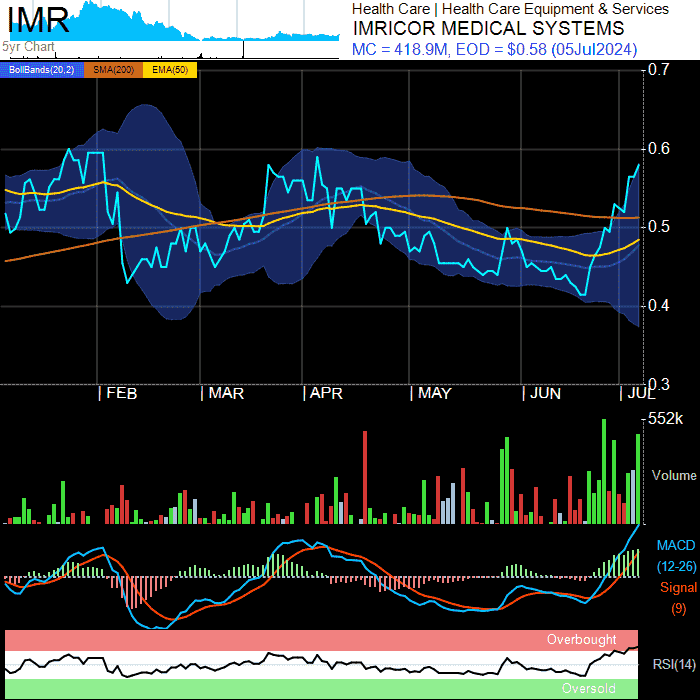 IMR
Health Care | Health Care Equipment & Services
IMRICOR MEDICAL SYSTEMS
MC = 418.9M, EOD = $0.58 (05Jul2024)
5yr Chart
BollBands(20,2) SMA(200) EMA(50)
0.7
0.6
0.5
0.4
0.3
| FEB | MAR | APR | MAY | JUN | JUL
552k
Volume
MACD
(12-26)
Signal
(9)
Overbought
RSI(14)
Oversold